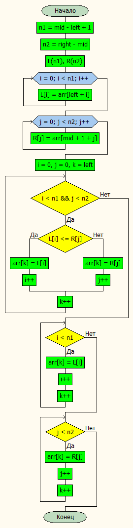 Начало
n1 = mid - left + 1
n2 = right - mid
L(n1), R(n2)
i = 0; i < n1; i++
L[i] = arr[left + i]
j = 0; j < n2; j++
R[j] = arr[mid + 1 + j]
i = 0, j = 0, k = left
i < n1 && j < n2
Нет
Да
L[i] <= R[j]
Да
Нет
arr[k] = L[i]
arr[k] = R[j]
i++
j++
k++
i < n1
Нет
Да
arr[k] = L[i]
i++
k++
j < n2
Нет
Да
arr[k] = R[j]
j++
k++
Конец